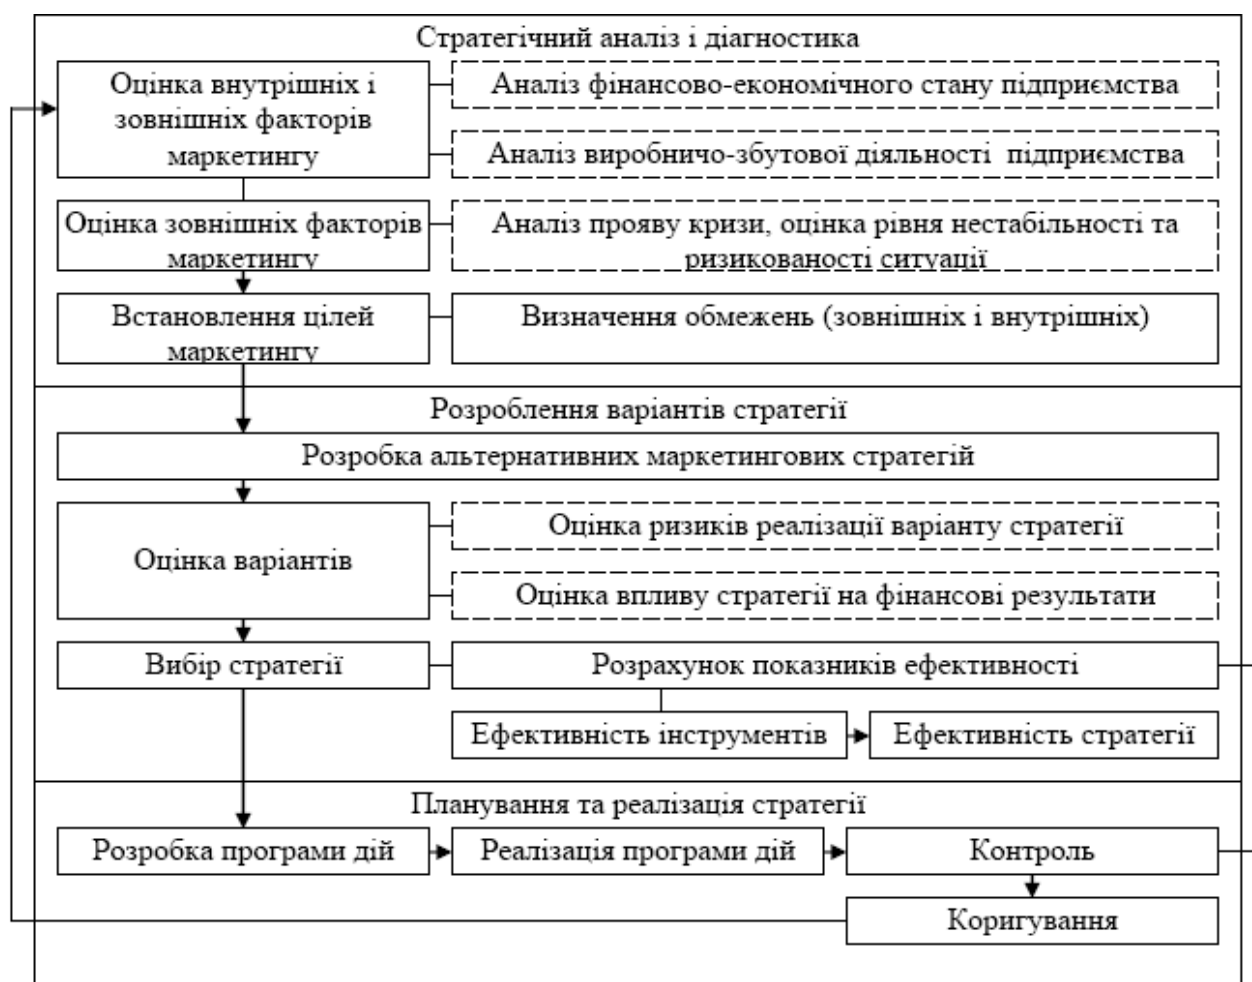 Стратегічний аналіз і діагностика
Оцінка внутрішніх і
зовнішніх факторів
маркетингу
Аналіз фінансово-економічного стану підприємства
Аналіз виробничо-збутової діяльності підприємства
Оцінка зовнішніх факторів
маркетингу
Аналіз прояву кризи, оцінка рівня нестабільності та
ризикованості ситуації
Встановлення цілей
маркетингу
Визначення обмежень (зовнішніх і внутрішніх)
Розроблення варіантів стратегії
Розробка альтернативних маркетингових стратегій
Оцінка варіантів
Оцінка ризиків реалізації варіанту стратегії
Оцінка впливу стратегії на фінансові результати
Вибір стратегії
Розрахунок показників ефективності
Ефективність інструментів
Ефективність стратегії
Планування та реалізація стратегії
Розробка програми дій
Реалізація програми дій
Контроль
Коригування